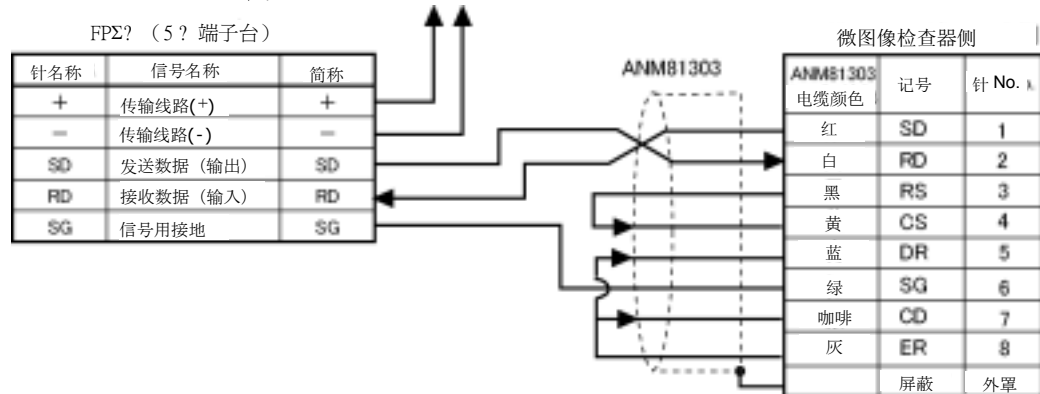 FPΣ? （5? 端子台）
针名称 信号名称 简称
+ 传输线路(+) +
− 传输线路(-) −
SD 发送数据（输出） SD
RD 接收数据（输入） RD
SG 信号用接地 SG
ANM81303
微图像检查器侧
ANM81303 电缆颜色 记号 针 No.
红 SD 1
白 RD 2
黑 RS 3
黄 CS 4
蓝 DR 5
绿 SG 6
咖啡 CD 7
灰 ER 8
屏蔽 外罩